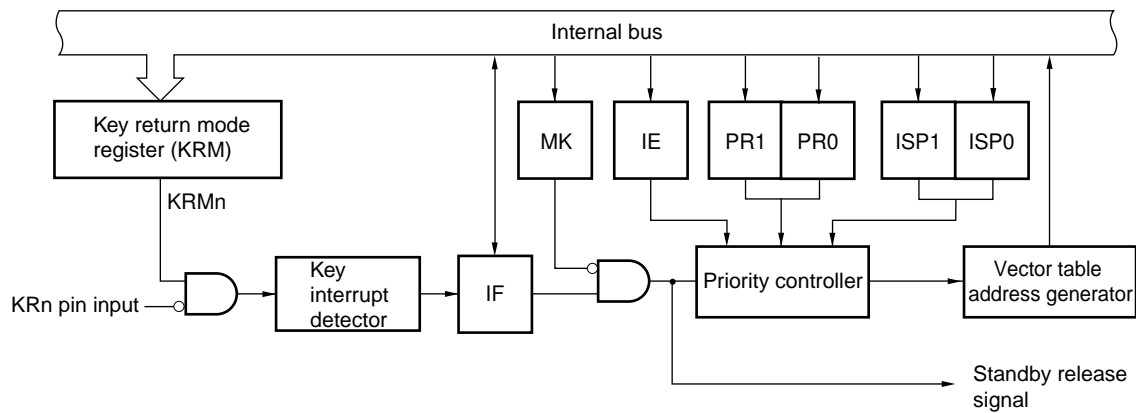 Internal bus
Key return mode
register (KRM)
MK
IE
PR1
PR0
ISP1
ISP0
KRMn
KRn pin input
Key
interrupt
detector
IF
Priority controller
Vector table
address generator
Standby release
signal